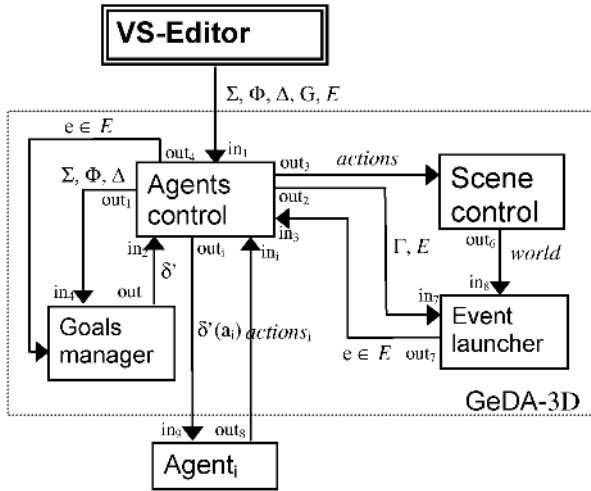 VS-Editor
Σ, Φ, Δ, G, E
e ∈ E
out₄
in₁
out₃
actions
Σ, Φ, Δ
out₁
Agents
control
out₂
in₃
Scene
control
in₂
outᵢ
inᵢ
out₆
world
δ'
Γ, E
in₄
out
in₇
in₈
Goals
manager
δ'(aᵢ)
actionsᵢ
e ∈ E
out₇
Event
launcher
GeDA-3D
in₉
out₈
Agentᵢ